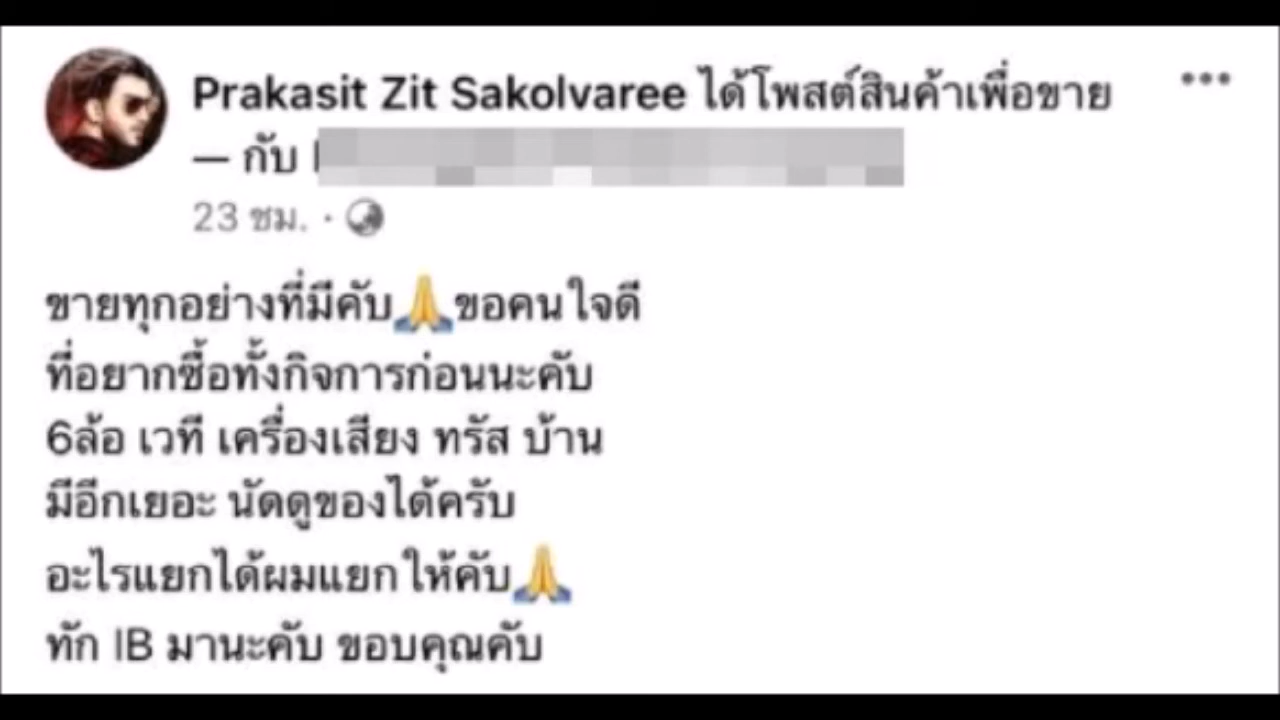 Prakasit Zit Sakolvaree ได้โพสต์สินค้าเพื่อขาย
— กับ
23 ชม. ·
ขายทุกอย่างที่มีคับ🙏ขอคนใจดี
ที่อยากซื้อทั้งกิจการก่อนนะคับ
6ล้อ เวที เครื่องเสียง ทรัส บ้าน
มีอีกเยอะ นัดดูของได้ครับ
อะไรแยกได้ผมแยกให้คับ🙏
ทัก IB มานะคับ ขอบคุณคับ